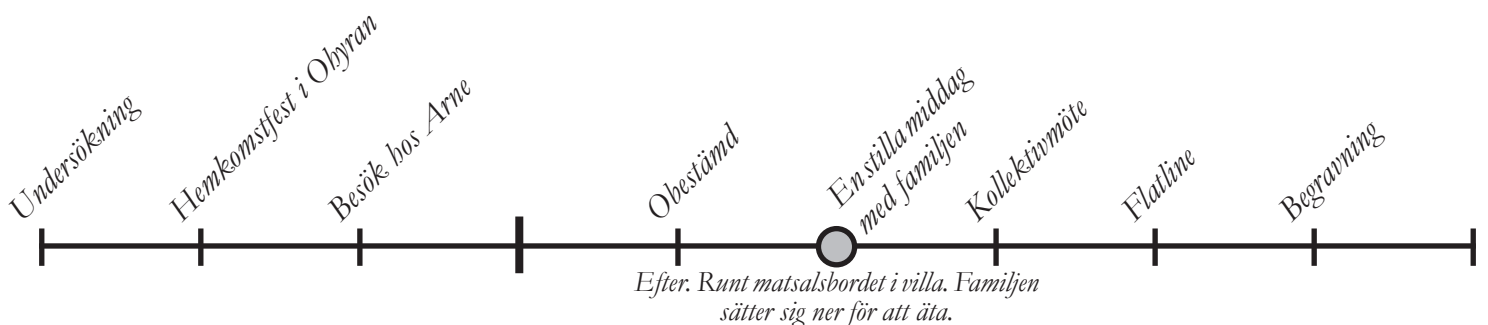 Undersökning
Hemkomstfest i Ohyran
Besök hos Arne
Obestämd
En stilla middag
med familjen
Kollektivmöte
Flatline
Begravning
Efter. Runt matsalsbordet i villa. Familjen
sätter sig ner för att äta.